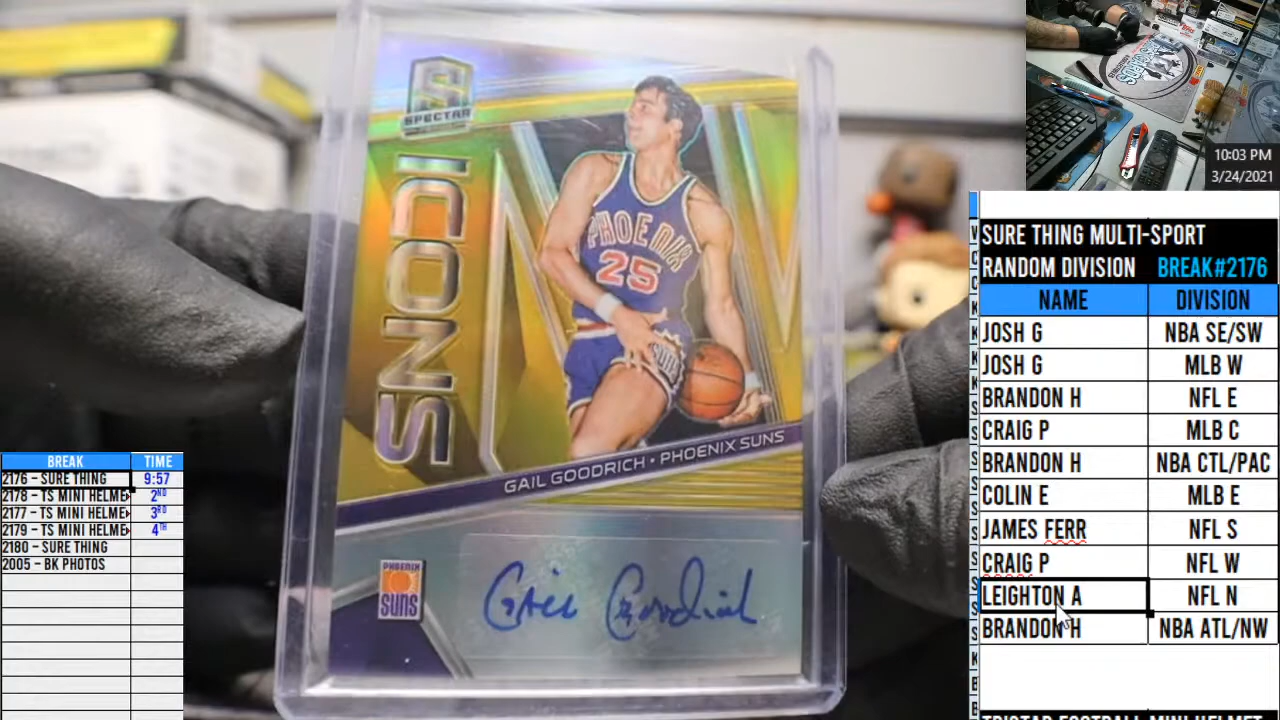 SPECTRA
ICONS
PHOENIX
25
SUNS
GAIL GOODRICH • PHOENIX SUNS
PHOENIX
SUNS
Gail Goodrich
10:03 PM
3/24/2021
SURE THING MULTI-SPORT
RANDOM DIVISION BREAK#2176
NAME DIVISION
JOSH G NBA SE/SW
JOSH G MLB W
BRANDON H NFL E
CRAIG P MLB C
BRANDON H NBA CTL/PAC
COLIN E MLB E
JAMES FERR NFL S
CRAIG P NFL W
LEIGHTON A NFL N
BRANDON H NBA ATL/NW
BREAK TIME
2176 - SURE THING 9:57
2178 - TS MINI HELME 2ND
2177 - TS MINI HELME 3RD
2179 - TS MINI HELME 4TH
2180 - SURE THING
2005 - BK PHOTOS